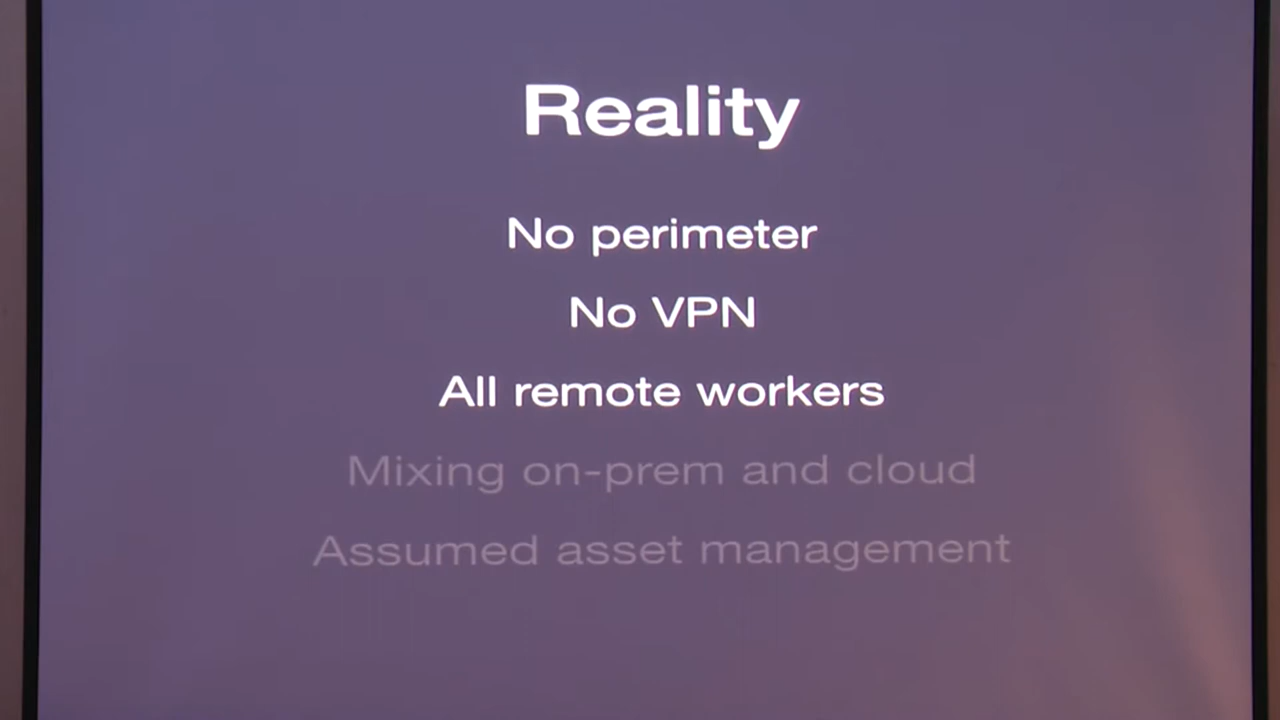 Reality
No perimeter
No VPN
All remote workers
Mixing on-prem and cloud
Assumed asset management